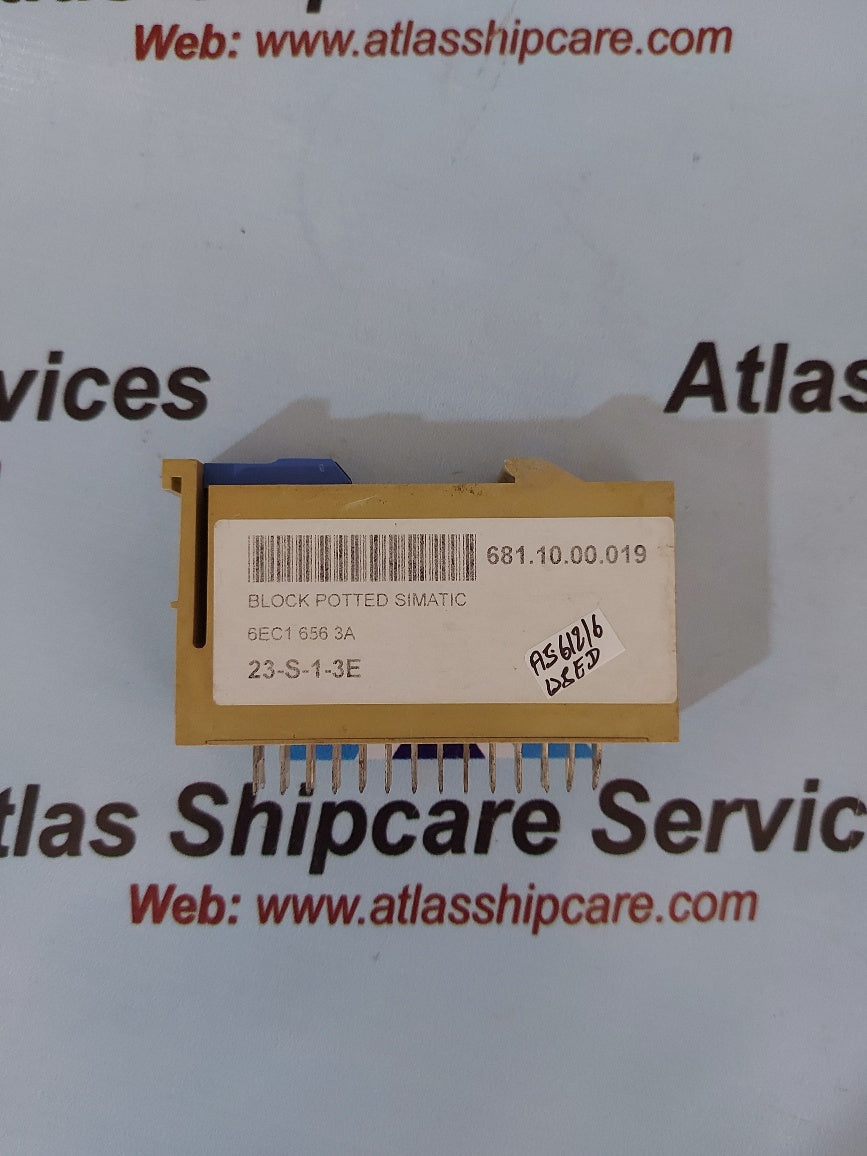 Web: www.atlasshipcare.com
vices
Atlas
681.10.00.019
BLOCK POTTED SIMATIC
6EC1 656 3A
23-S-1-3E
A561216
USED
tlas Shipcare Servic
Web: www.atlasshipcare.com